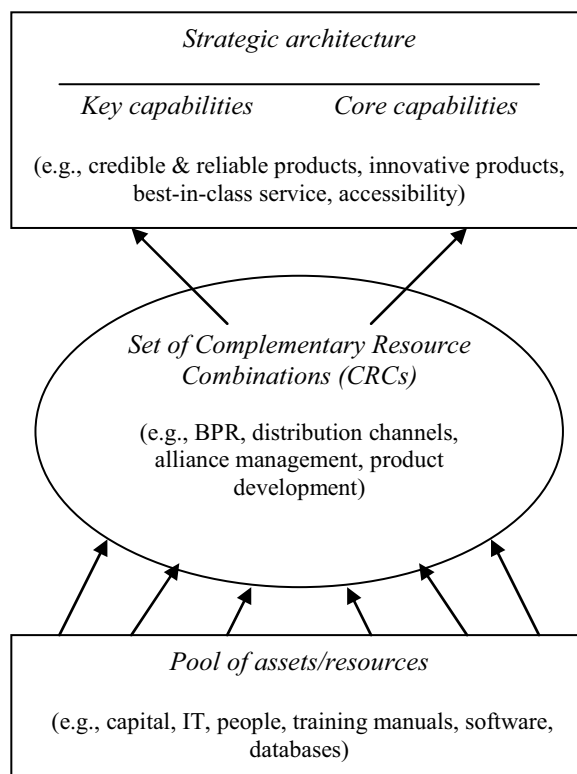 Strategic architecture
Key capabilities Core capabilities
(e.g., credible & reliable products, innovative products,
best-in-class service, accessibility)
Set of Complementary Resource
Combinations (CRCs)
(e.g., BPR, distribution channels,
alliance management, product
development)
Pool of assets/resources
(e.g., capital, IT, people, training manuals, software,
databases)